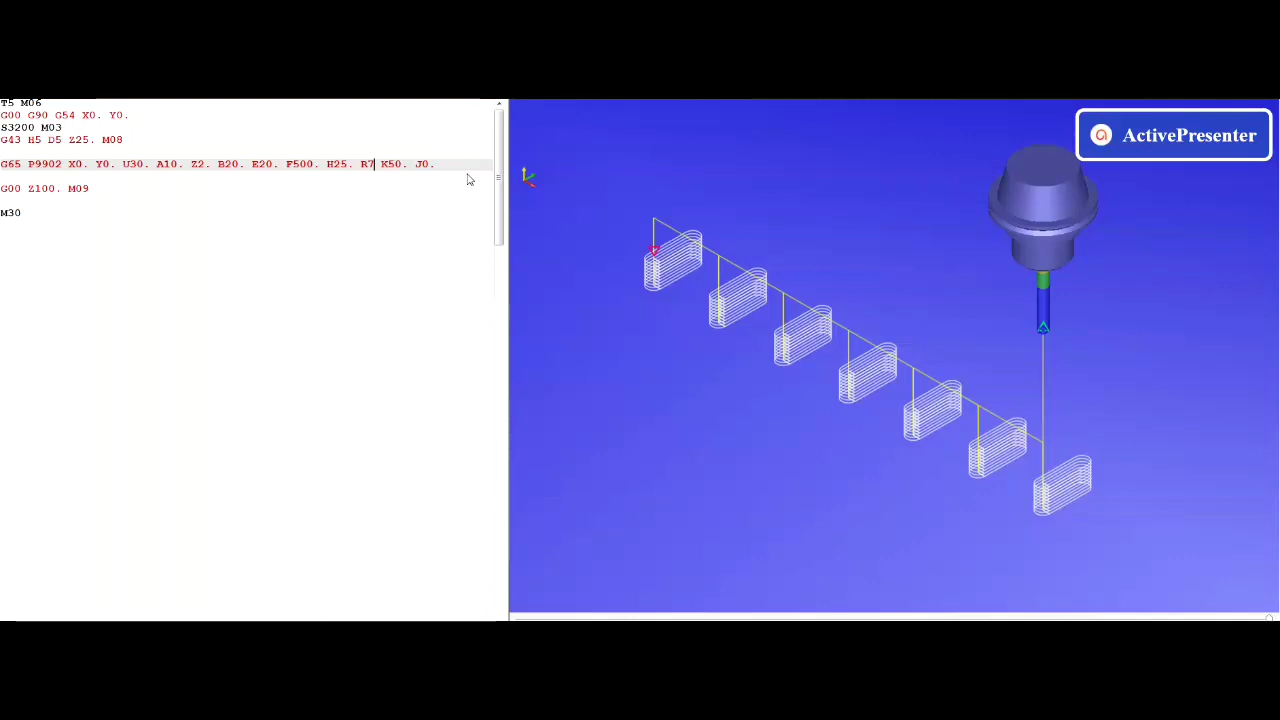 T5 M06
G00 G90 G54 X0. Y0.
S3200 M03
G43 H5 D5 Z25. M08
G65 P9902 X0. Y0. U30. A10. Z2. B20. E20. F500. H25. R7 K50. J0.
G00 Z100. M09
M30
ActivePresenter